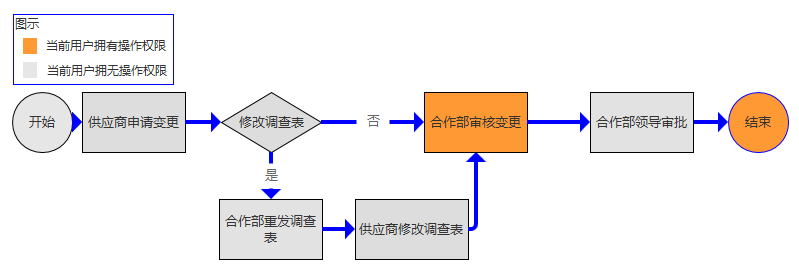 图示
当前用户拥有操作权限
当前用户拥无操作权限
开始
供应商申请变更
修改调查表
否
合作部审核变更
合作部领导审批
结束
是
合作部重发调查
表
供应商修改调查表